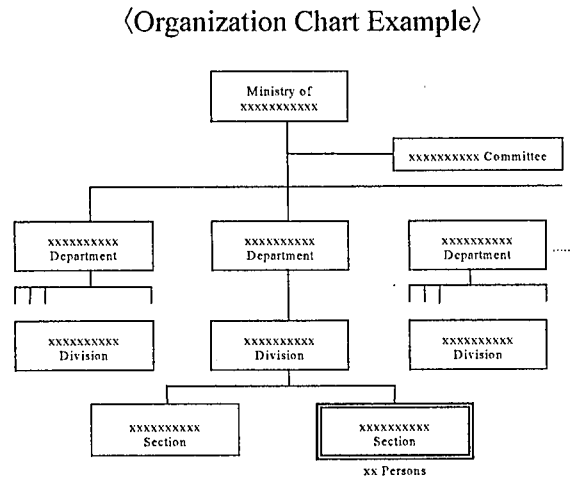 〈Organization Chart Example〉
Ministry of
xxxxxxxxxxx
xxxxxxxxxx Committee
xxxxxxxxxx
Department
xxxxxxxxxx
Department
xxxxxxxxxx
Department
.....
xxxxxxxxxx
Division
xxxxxxxxxx
Division
xxxxxxxxxx
Division
xxxxxxxxxx
Section
xxxxxxxxxx
Section
xx Persons